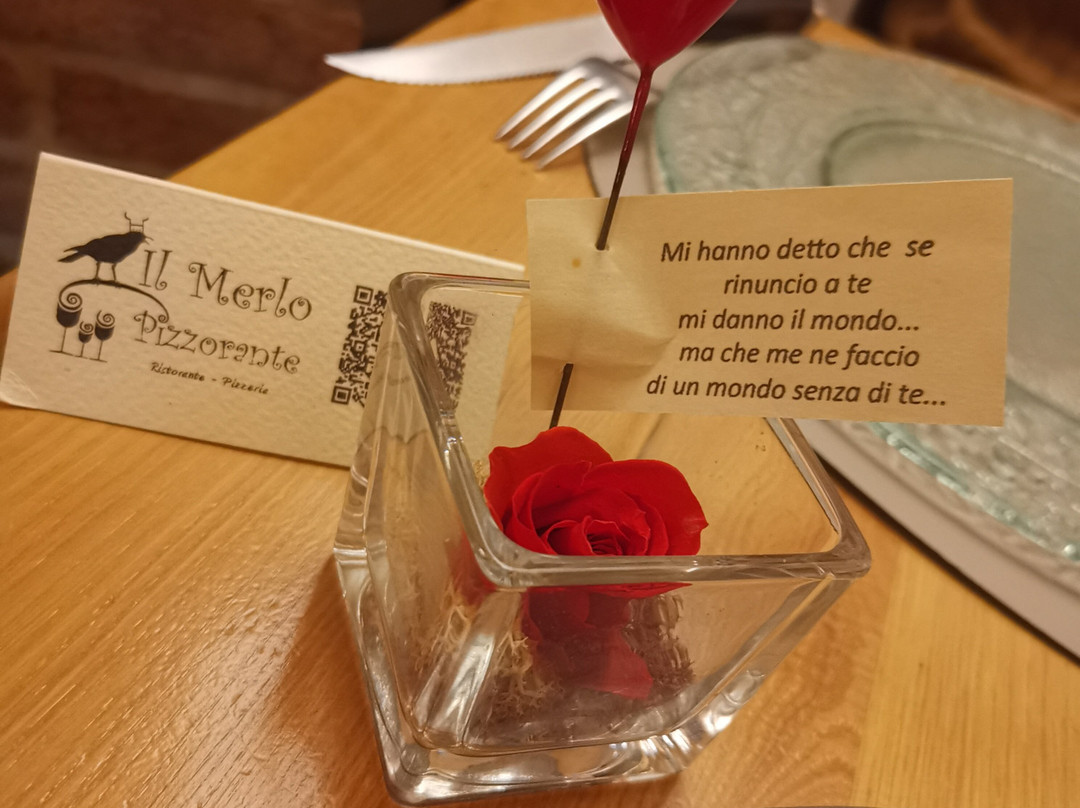 Il Merlo
Pizzorante
Ristorante - Pizzeria
Mi hanno detto che se
rinuncio a te
mi danno il mondo...
ma che me ne faccio
di un mondo senza di te...